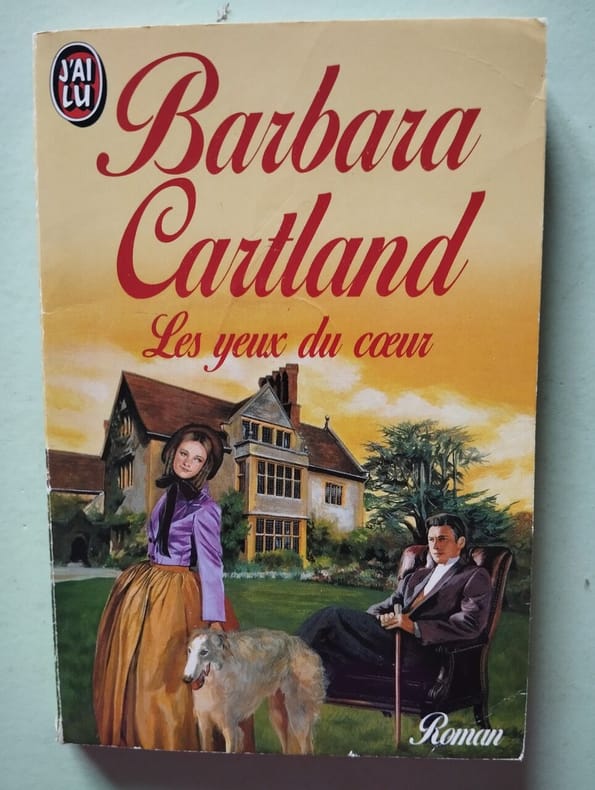 J'AI
LU
Barbara
Cartland
Les yeux du cœur
Roman